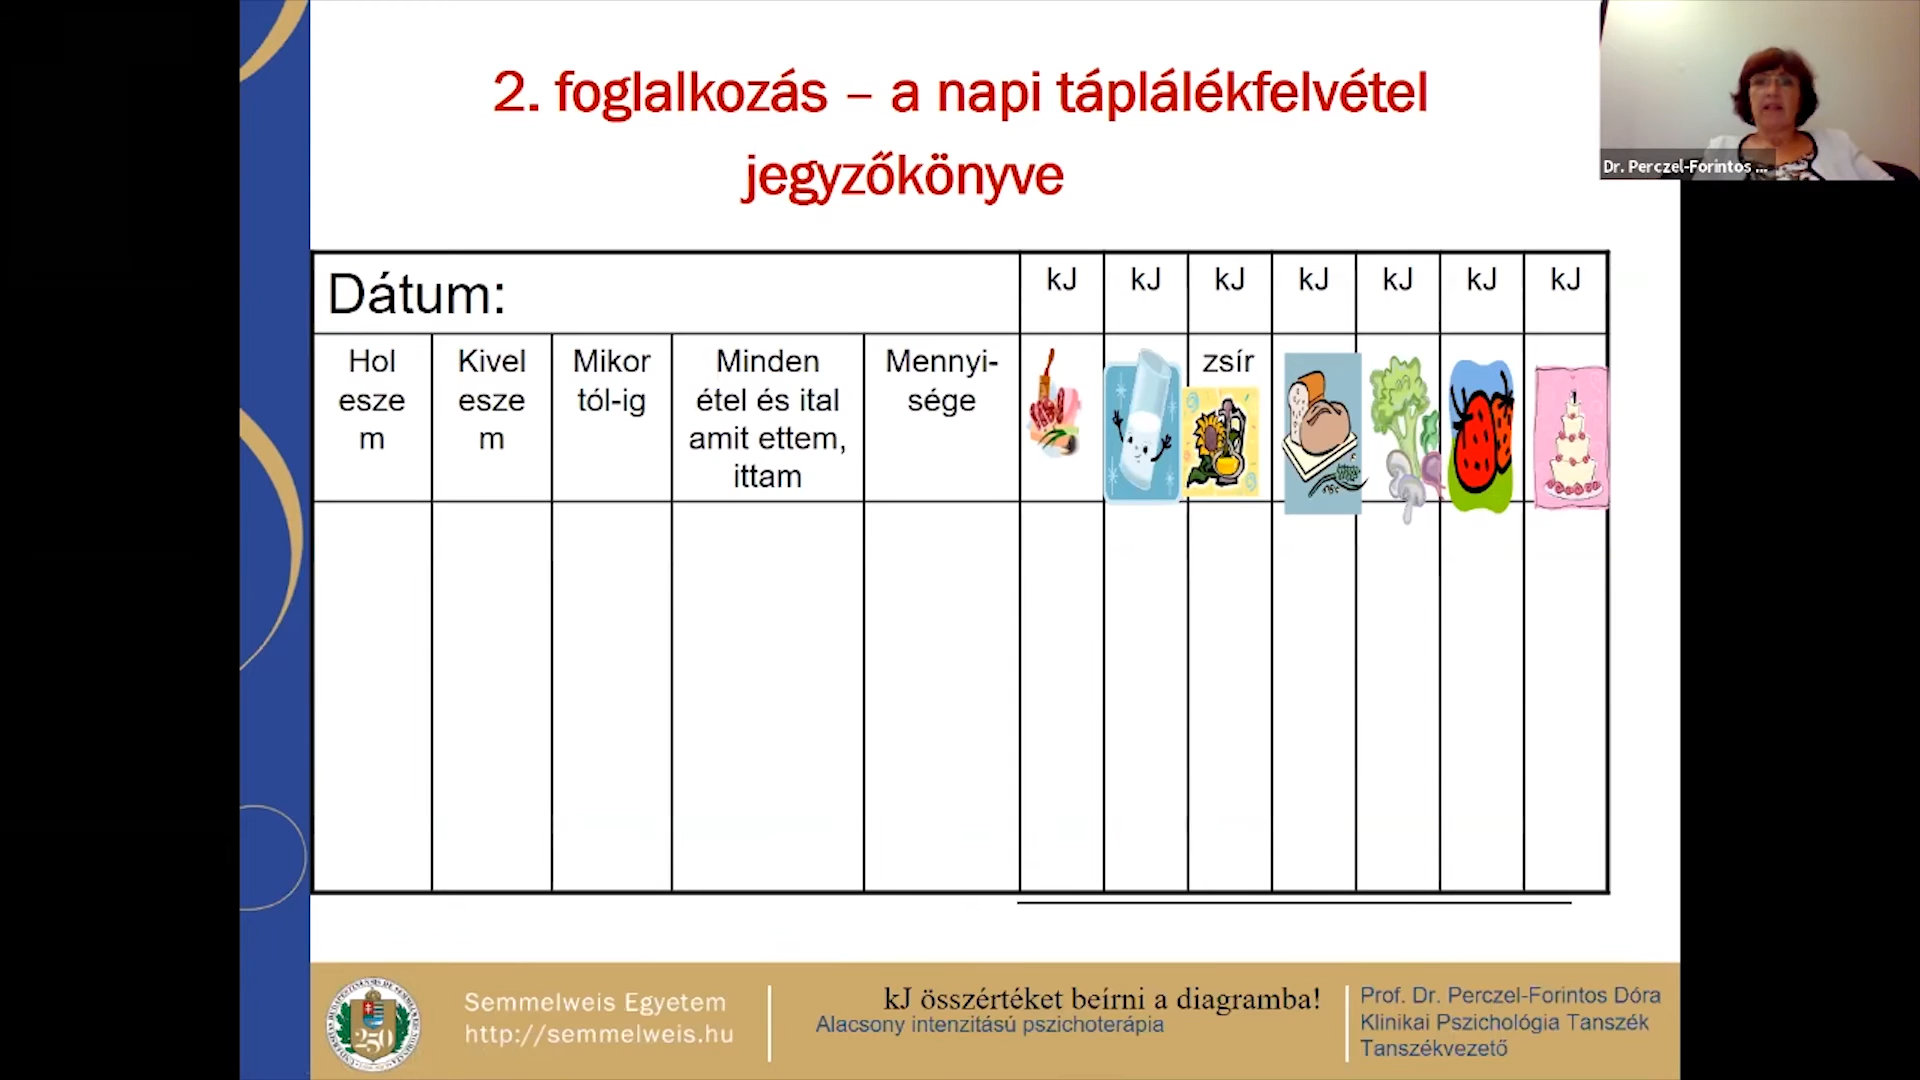 2. foglalkozás – a napi táplálékfelvétel
jegyzőkönyve
Dr. Perczel-Forintos ...
Dátum:
kJ
kJ
kJ
kJ
kJ
kJ
kJ
Hol
esze
m
Kivel
esze
m
Mikor
tól-ig
Minden
étel és ital
amit ettem,
ittam
Mennyi-
sége
zsír
250
Semmelweis Egyetem
http://semmelweis.hu
kJ összértéket beírni a diagramba!
Alacsony intenzitású pszichoterápia
Prof. Dr. Perczel-Forintos Dóra
Klinikai Pszichológia Tanszék
Tanszékvezető